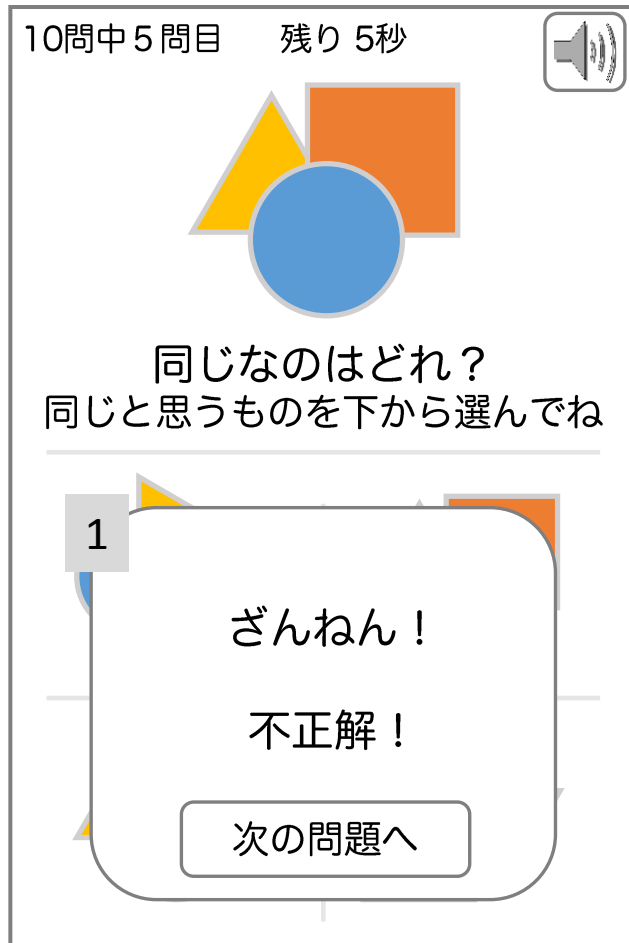 10問中５問目 残り 5秒
同じなのはどれ？
同じと思うものを下から選んでね
1
ざんねん！
不正解！
次の問題へ